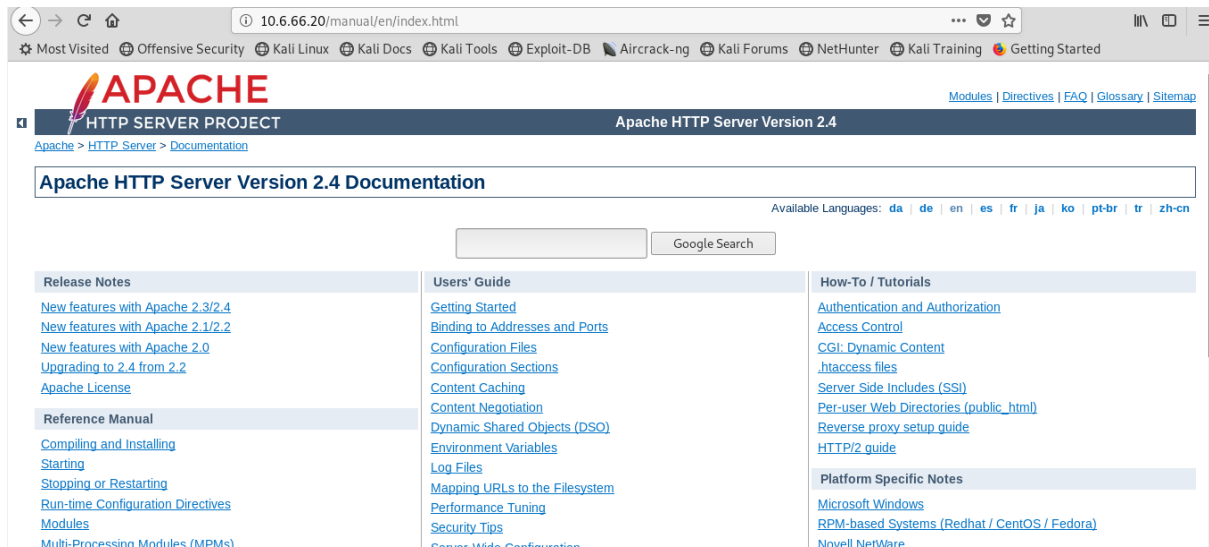 10.6.66.20/manual/en/index.html
Most Visited Offensive Security Kali Linux Kali Docs Kali Tools Exploit-DB Aircrack-ng Kali Forums NetHunter Kali Training Getting Started
APACHE
HTTP SERVER PROJECT
Modules | Directives | FAQ | Glossary | Sitemap
Apache HTTP Server Version 2.4
Apache > HTTP Server > Documentation
Apache HTTP Server Version 2.4 Documentation
Available Languages: da | de | en | es | fr | ja | ko | pt-br | tr | zh-cn
Google Search
Release Notes
New features with Apache 2.3/2.4
New features with Apache 2.1/2.2
New features with Apache 2.0
Upgrading to 2.4 from 2.2
Apache License
Reference Manual
Compiling and Installing
Starting
Stopping or Restarting
Run-time Configuration Directives
Modules
Multi-Processing Modules (MPMs)
Users' Guide
Getting Started
Binding to Addresses and Ports
Configuration Files
Configuration Sections
Content Caching
Content Negotiation
Dynamic Shared Objects (DSO)
Environment Variables
Log Files
Mapping URLs to the Filesystem
Performance Tuning
Security Tips
Server-Wide Configuration
How-To / Tutorials
Authentication and Authorization
Access Control
CGI: Dynamic Content
.htaccess files
Server Side Includes (SSI)
Per-user Web Directories (public_html)
Reverse proxy setup guide
HTTP/2 guide
Platform Specific Notes
Microsoft Windows
RPM-based Systems (Redhat / CentOS / Fedora)
Novell NetWare